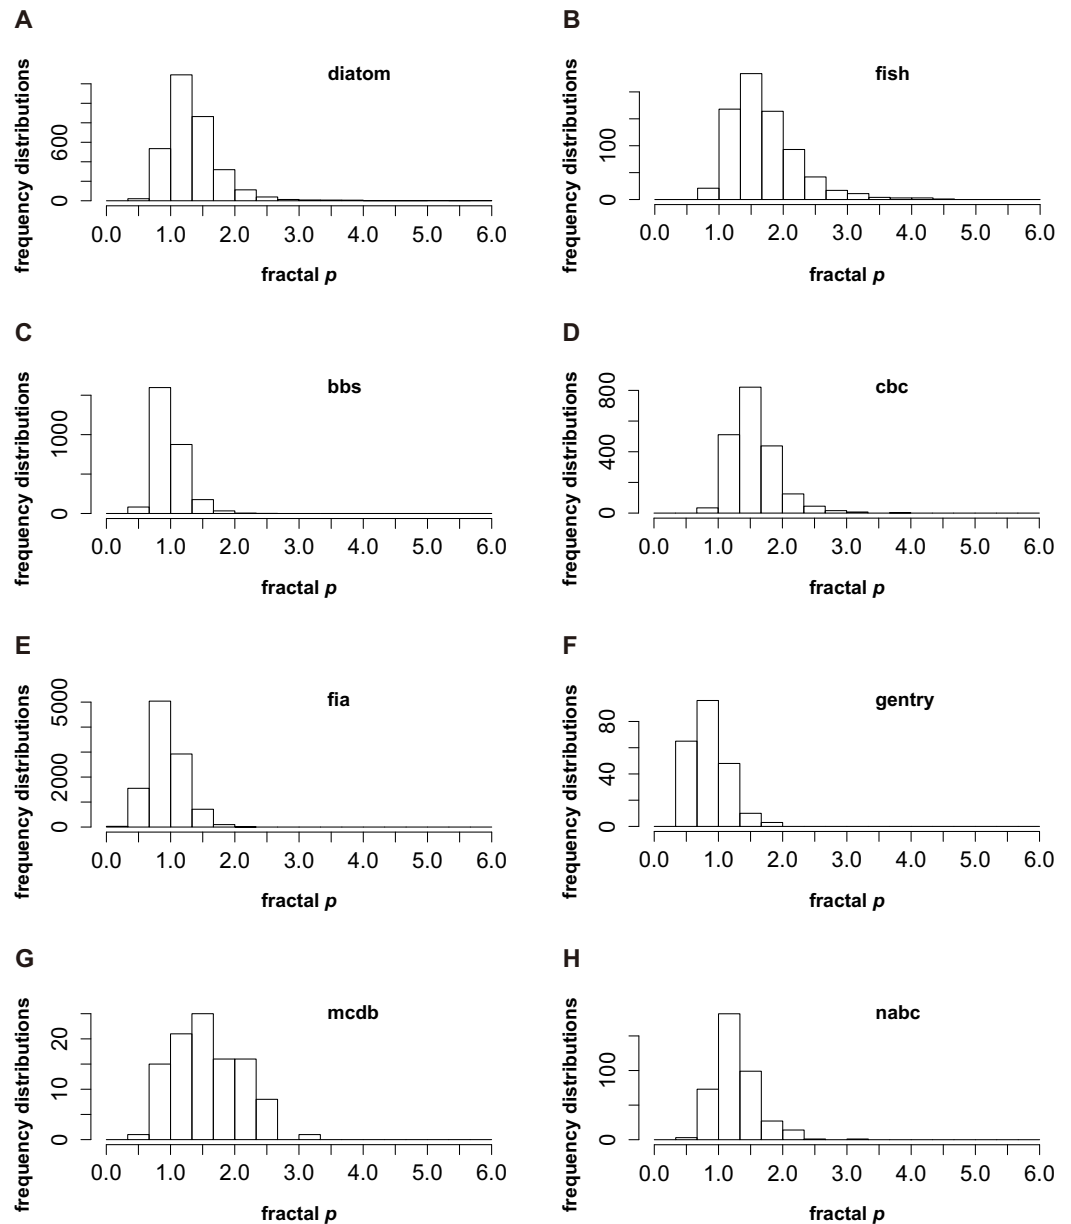 A
diatom
frequency distributions
0
600
0.0 1.0 2.0 3.0 4.0 5.0 6.0
fractal p
B
fish
frequency distributions
0
100
0.0 1.0 2.0 3.0 4.0 5.0 6.0
fractal p
C
bbs
frequency distributions
0
1000
0.0 1.0 2.0 3.0 4.0 5.0 6.0
fractal p
D
cbc
frequency distributions
0
400
800
0.0 1.0 2.0 3.0 4.0 5.0 6.0
fractal p
E
fia
frequency distributions
0
2000
5000
0.0 1.0 2.0 3.0 4.0 5.0 6.0
fractal p
F
gentry
frequency distributions
0
40
80
0.0 1.0 2.0 3.0 4.0 5.0 6.0
fractal p
G
mcdb
frequency distributions
0
10
20
0.0 1.0 2.0 3.0 4.0 5.0 6.0
fractal p
H
nabc
frequency distributions
0
100
0.0 1.0 2.0 3.0 4.0 5.0 6.0
fractal p